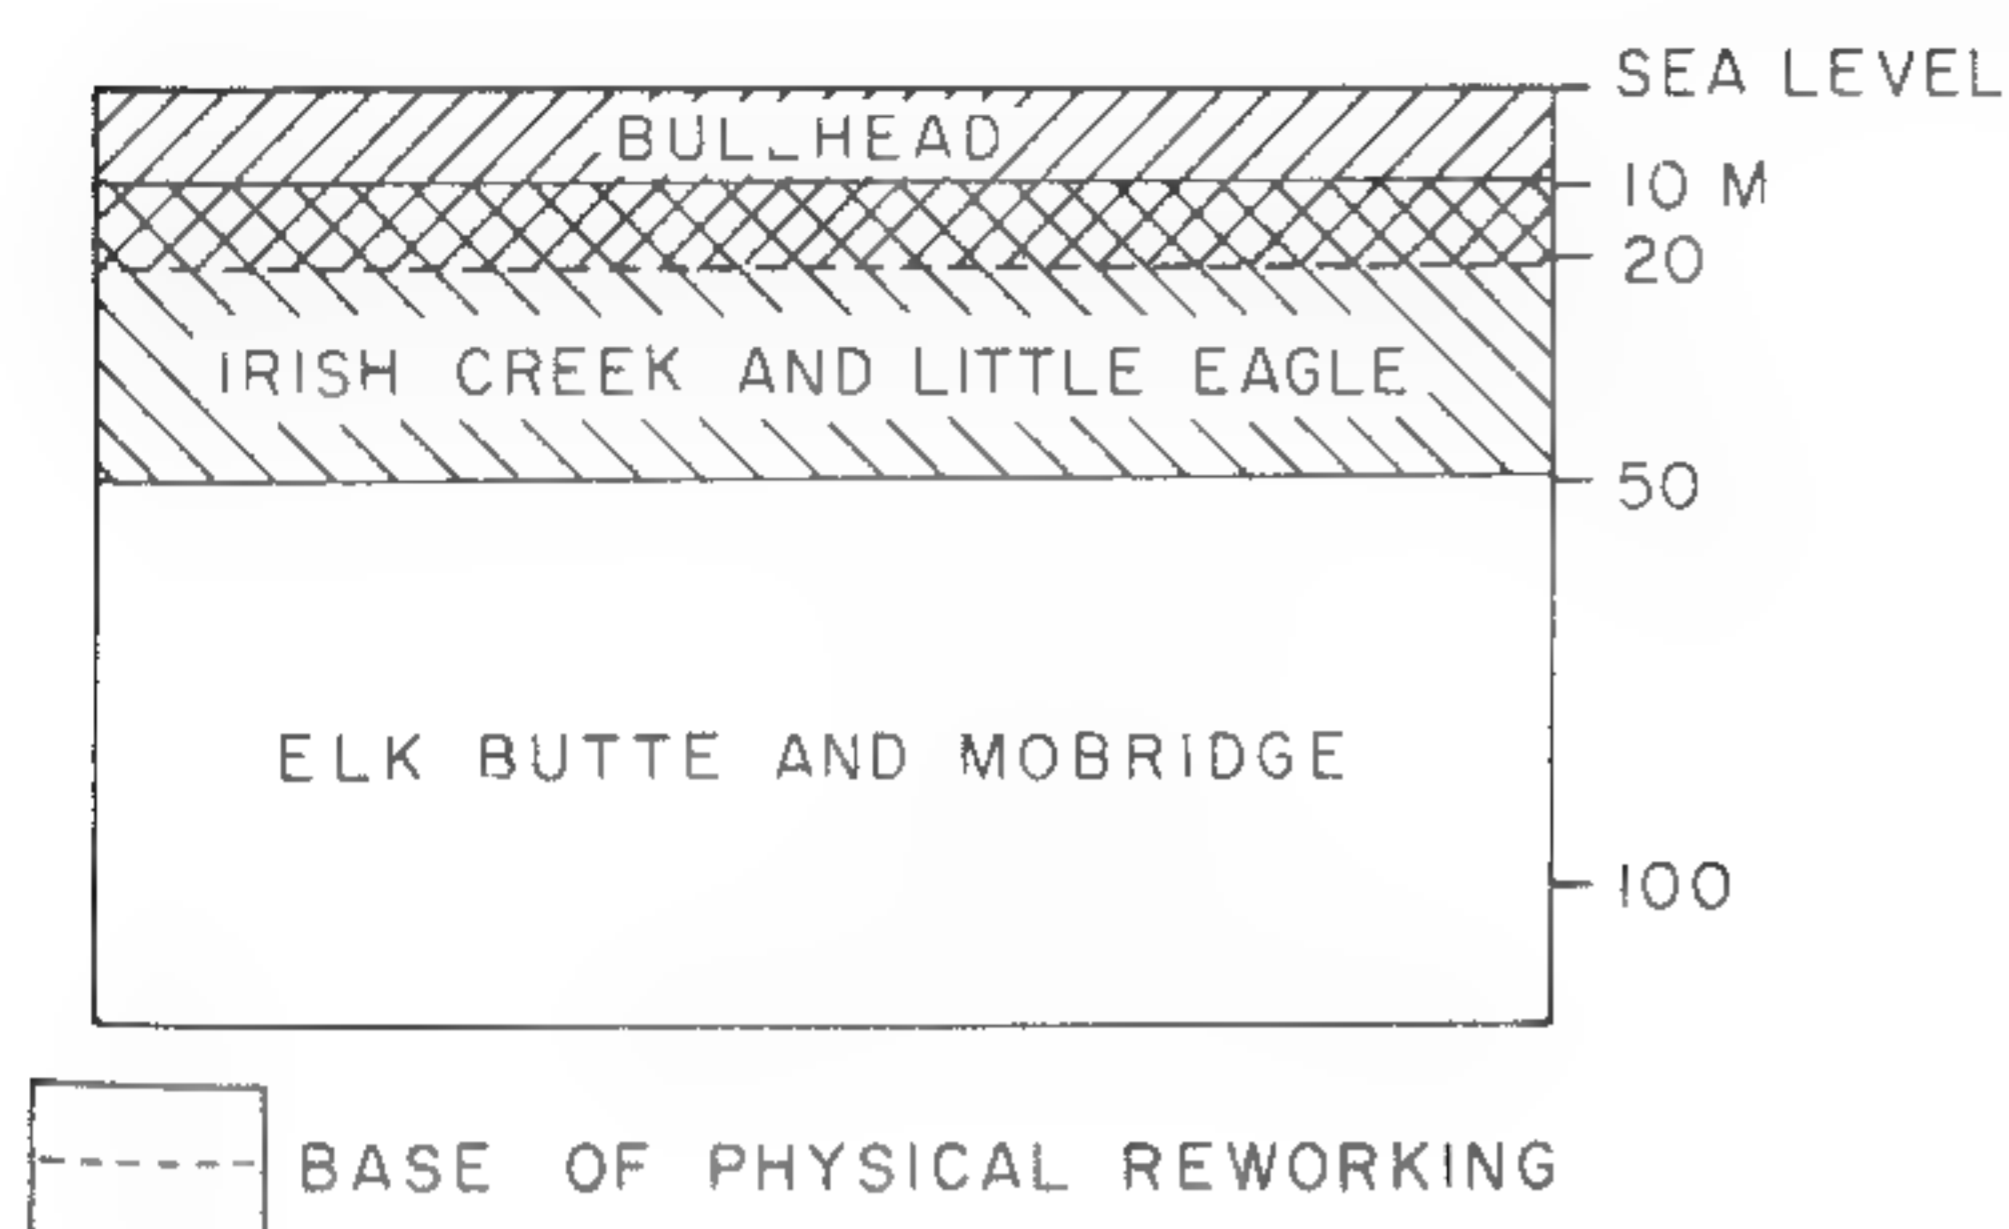 SEA LEVEL
BULLHEAD
10 M
20
IRISH CREEK AND LITTLE EAGLE
50
ELK BUTTE AND MOBRIDGE
100
BASE OF PHYSICAL REWORKING